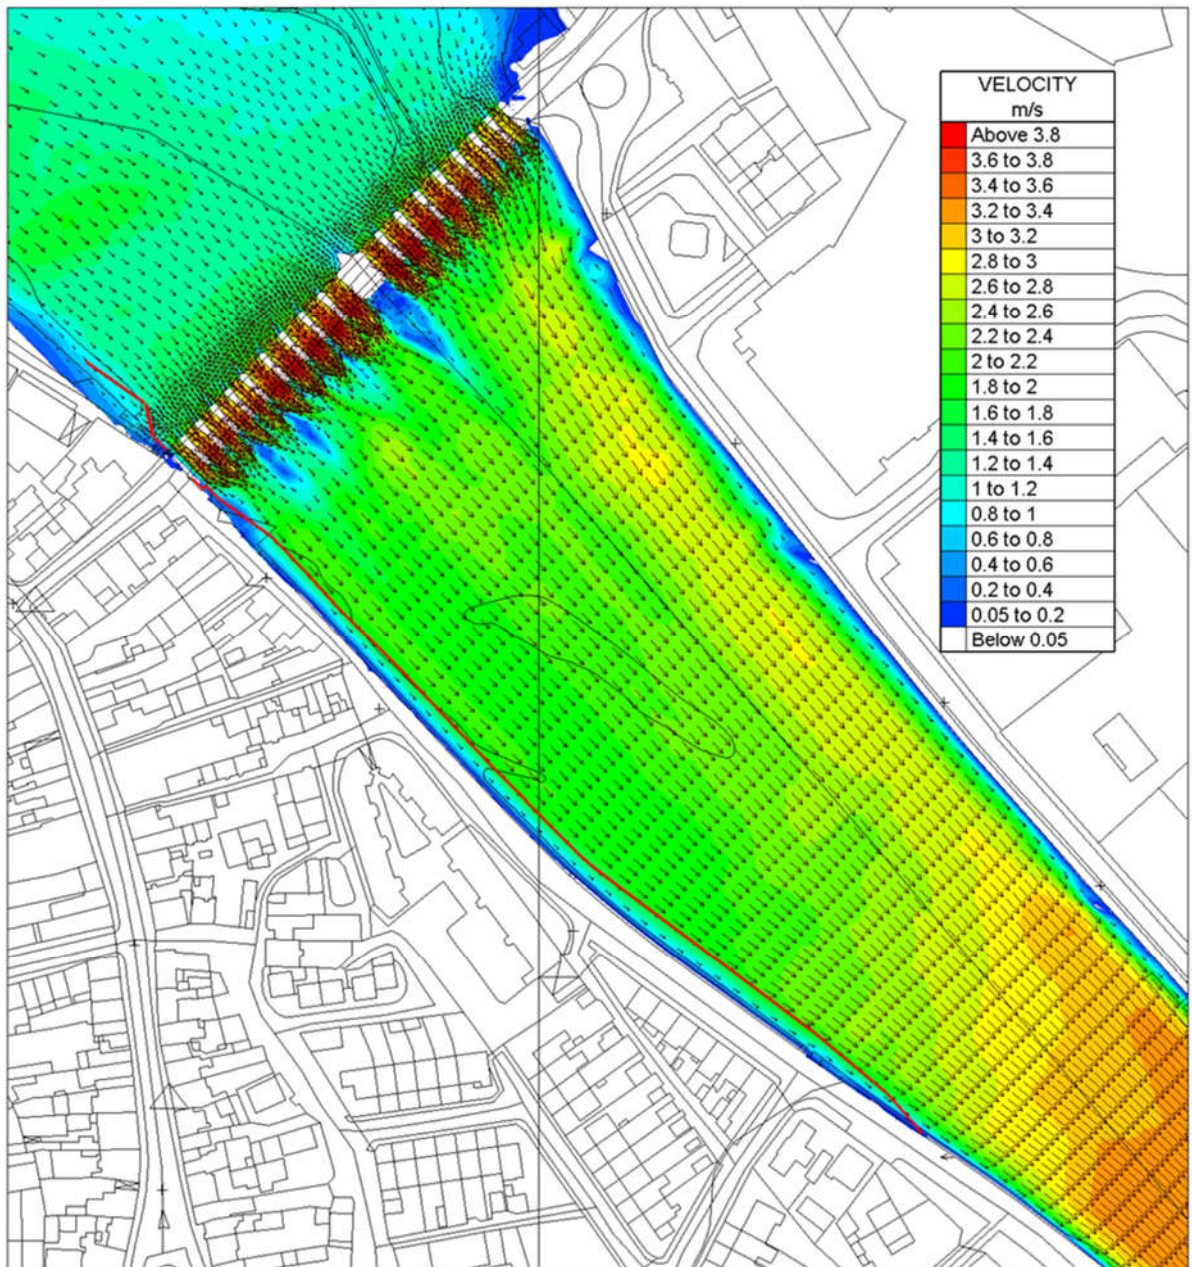 VELOCITY
m/s
Above 3.8
3.6 to 3.8
3.4 to 3.6
3.2 to 3.4
3 to 3.2
2.8 to 3
2.6 to 2.8
2.4 to 2.6
2.2 to 2.4
2 to 2.2
1.8 to 2
1.6 to 1.8
1.4 to 1.6
1.2 to 1.4
1 to 1.2
0.8 to 1
0.6 to 0.8
0.4 to 0.6
0.2 to 0.4
0.05 to 0.2
Below 0.05